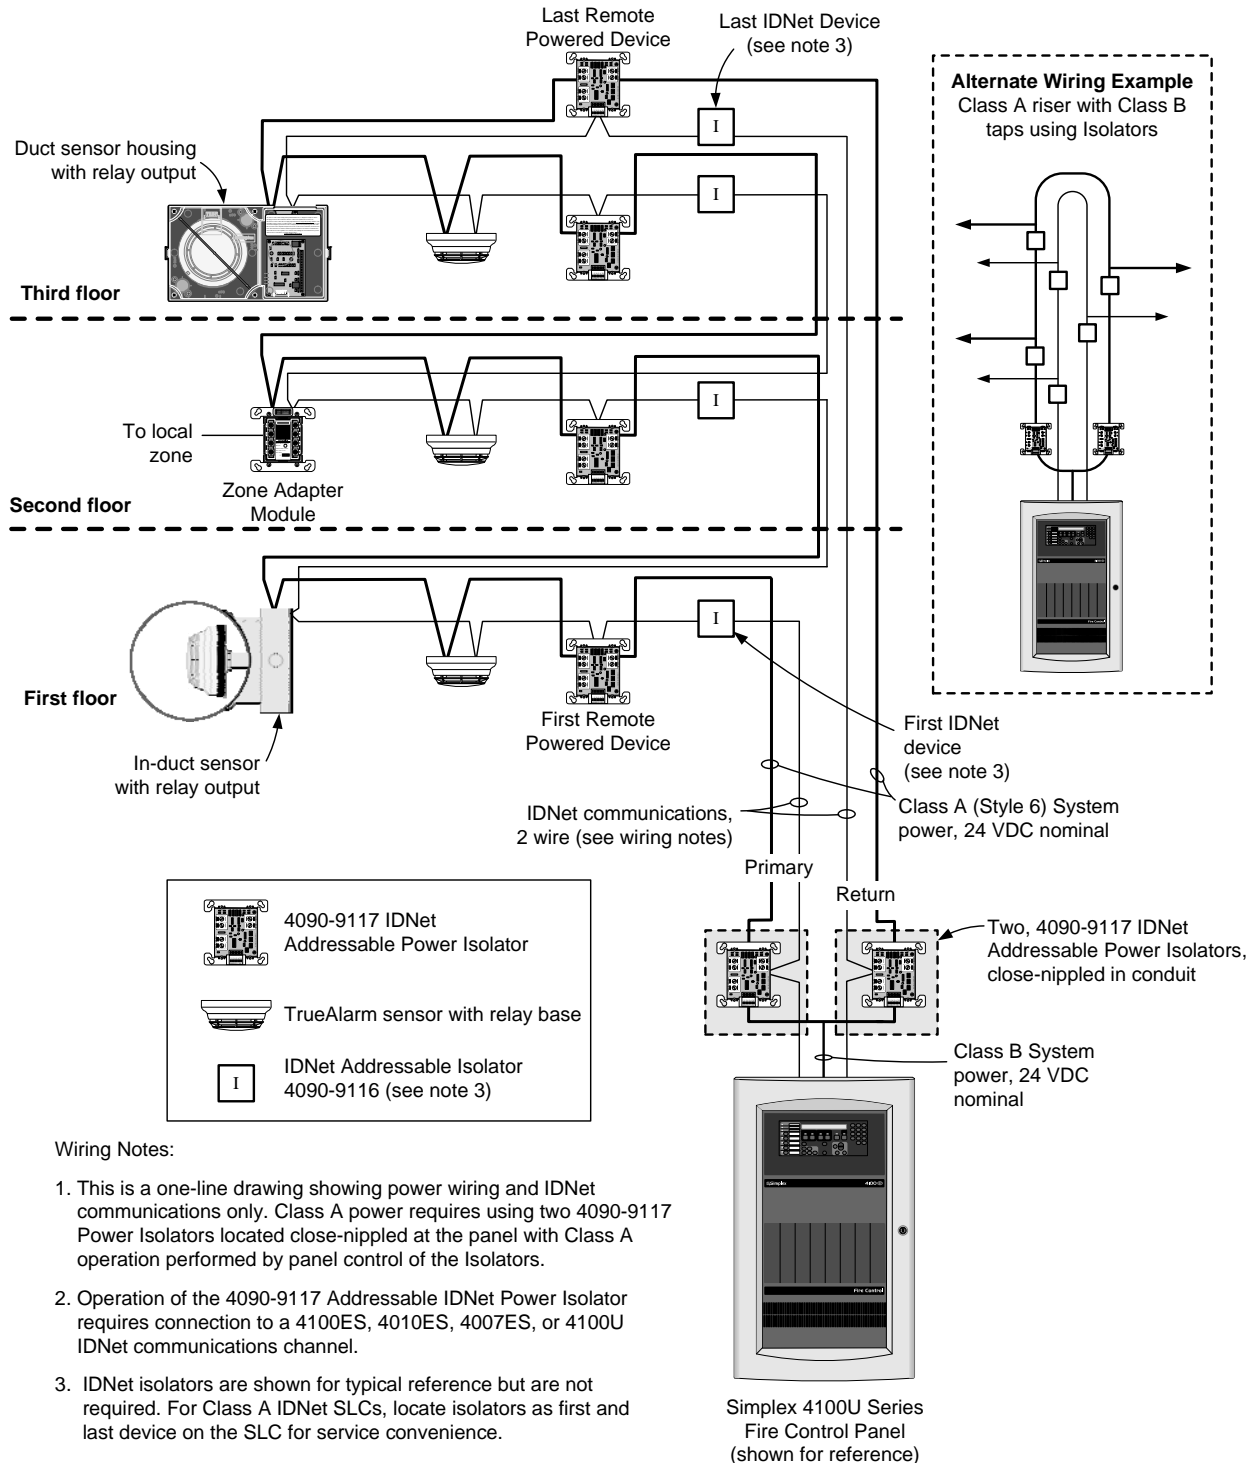 Last Remote
Powered Device
Last IDNet Device
(see note 3)
I
Duct sensor housing
with relay output
I
Third floor
I
To local
zone
Zone Adapter
Module
Second floor
I
First floor
First Remote
Powered Device
In-duct sensor
with relay output
First IDNet
device
(see note 3)
IDNet communications,
2 wire (see wiring notes)
Class A (Style 6) System
power, 24 VDC nominal
Primary
Return
Two, 4090-9117 IDNet
Addressable Power Isolators,
close-nippled in conduit
Class B System
power, 24 VDC
nominal
Alternate Wiring Example
Class A riser with Class B
taps using Isolators
4090-9117 IDNet
Addressable Power Isolator
TrueAlarm sensor with relay base
I
IDNet Addressable Isolator
4090-9116 (see note 3)
Wiring Notes:
1. This is a one-line drawing showing power wiring and IDNet
communications only. Class A power requires using two 4090-9117
Power Isolators located close-nippled at the panel with Class A
operation performed by panel control of the Isolators.
2. Operation of the 4090-9117 Addressable IDNet Power Isolator
requires connection to a 4100ES, 4010ES, 4007ES, or 4100U
IDNet communications channel.
3. IDNet isolators are shown for typical reference but are not
required. For Class A IDNet SLCs, locate isolators as first and
last device on the SLC for service convenience.
Simplex
Fire Control
Simplex 4100U Series
Fire Control Panel
(shown for reference)